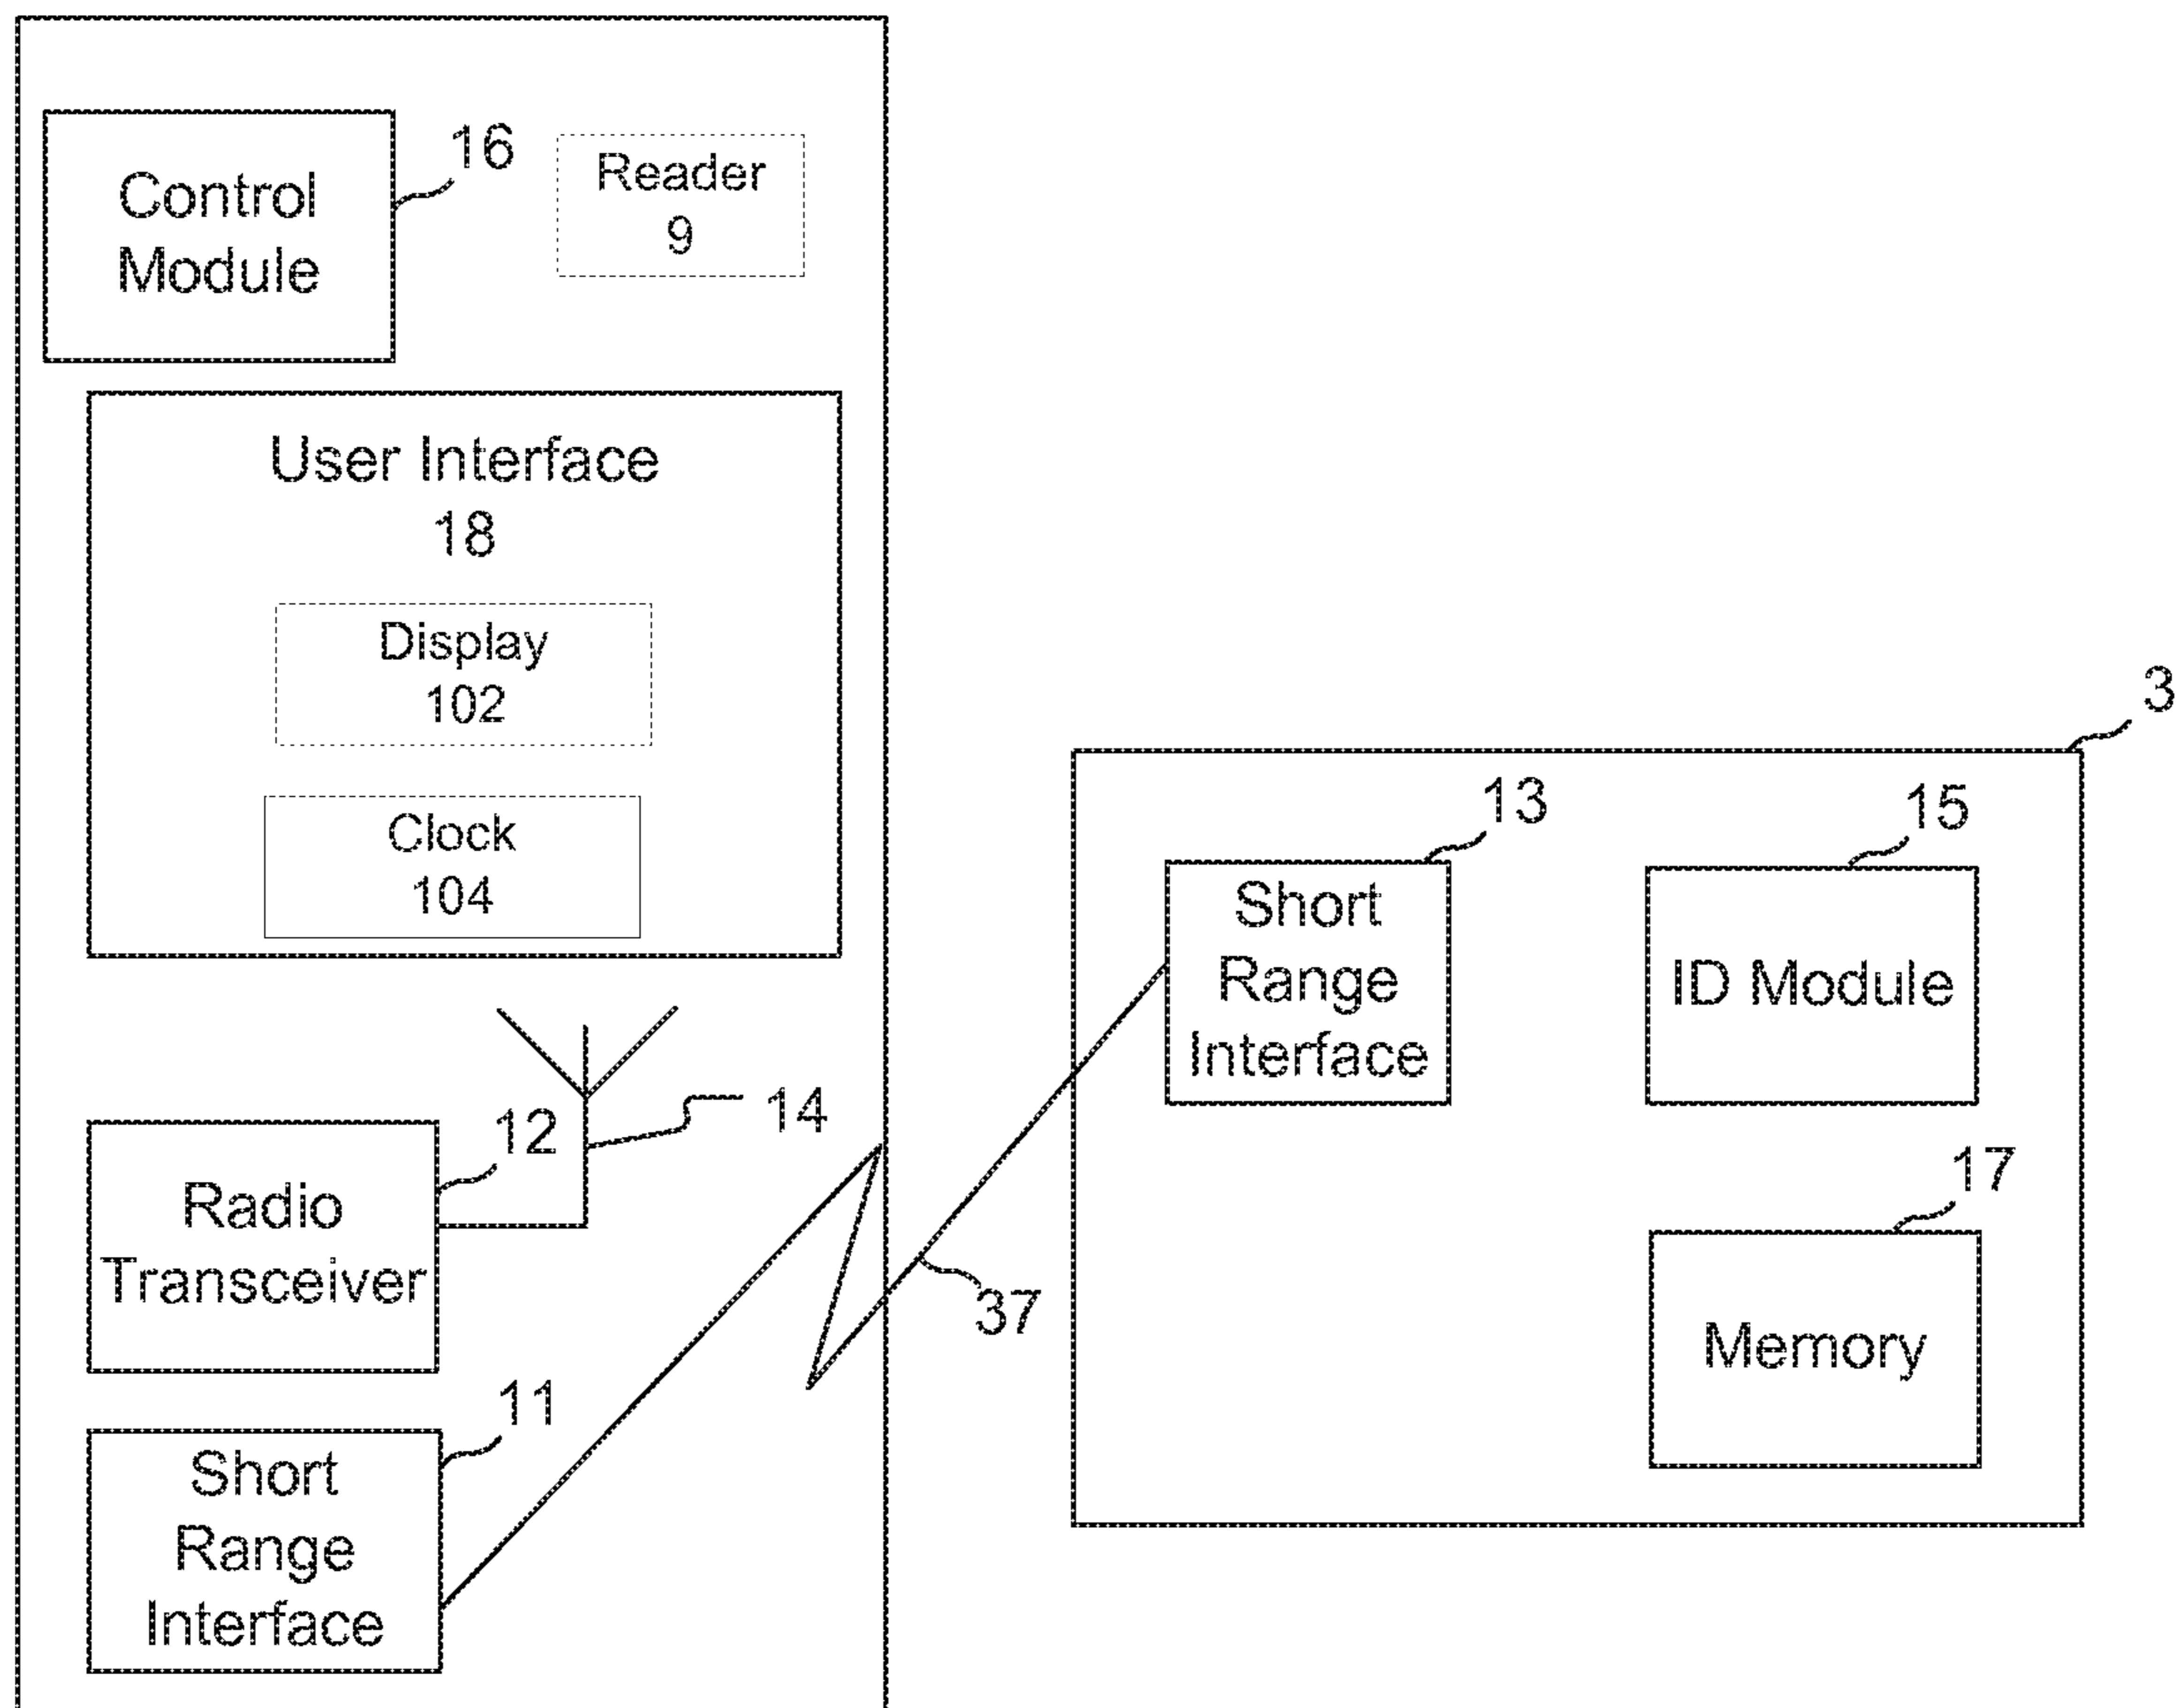 Control
Module
16
Reader
9
User Interface
18
Display
102
Clock
104
14
12
Radio
Transceiver
11
Short
Range
Interface
37
3
13
Short
Range
Interface
15
ID Module
17
Memory